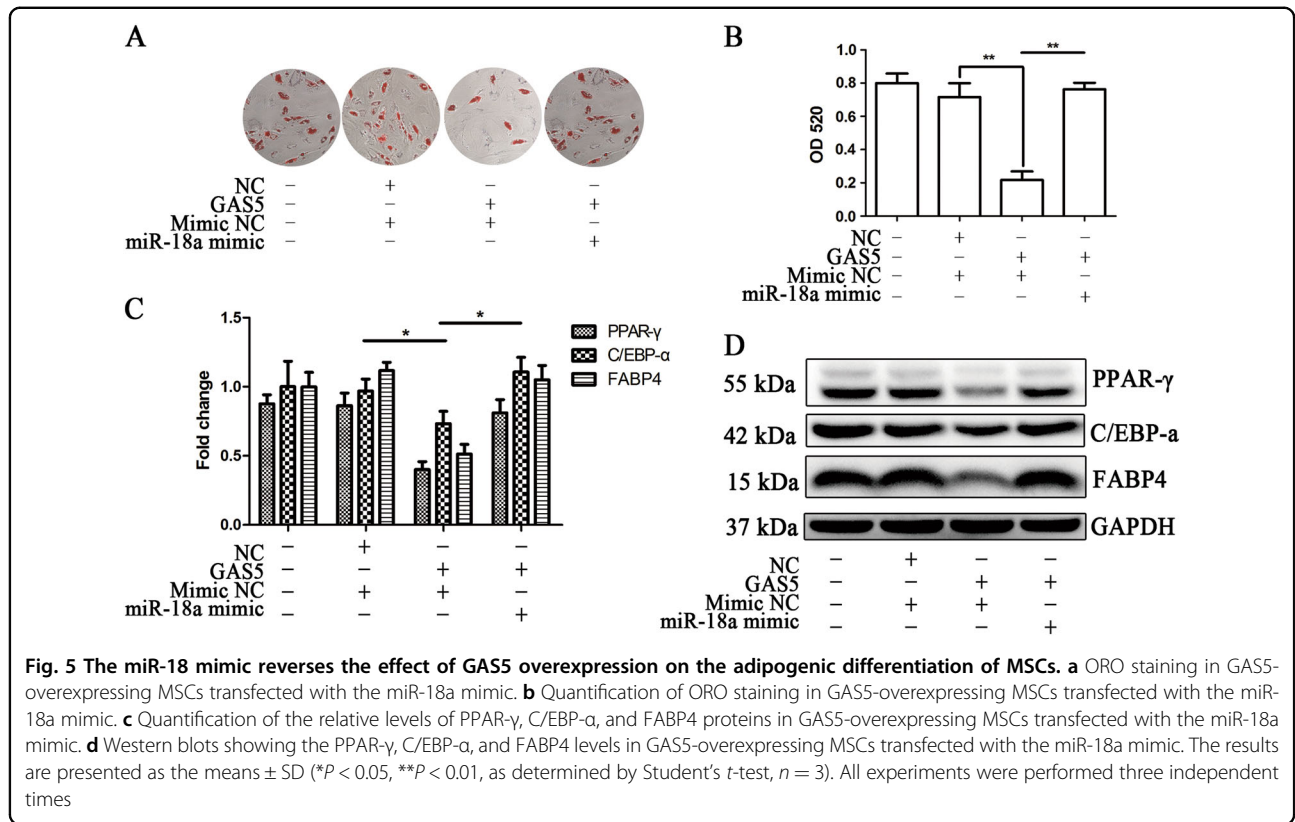 A
NC – + – –
GAS5 – – + +
Mimic NC – + + –
miR-18a mimic – – – +
B
OD 520
1.0
0.8
0.6
0.4
0.2
0.0
** **
NC – + – –
GAS5 – – + +
Mimic NC – + + –
miR-18a mimic – – – +
C
Fold change
1.5
1.0
0.5
0.0
* *
PPAR-γ
C/EBP-α
FABP4
NC – + – –
GAS5 – – + +
Mimic NC – + + –
miR-18a mimic – – – +
D
55 kDa PPAR-γ
42 kDa C/EBP-a
15 kDa FABP4
37 kDa GAPDH
NC – + – –
GAS5 – – + +
Mimic NC – + + –
miR-18a mimic – – – +
Fig. 5 The miR-18 mimic reverses the effect of GAS5 overexpression on the adipogenic differentiation of MSCs. a ORO staining in GAS5-
overexpressing MSCs transfected with the miR-18a mimic. b Quantification of ORO staining in GAS5-overexpressing MSCs transfected with the miR-
18a mimic. c Quantification of the relative levels of PPAR-γ, C/EBP-α, and FABP4 proteins in GAS5-overexpressing MSCs transfected with the miR-18a
mimic. d Western blots showing the PPAR-γ, C/EBP-α, and FABP4 levels in GAS5-overexpressing MSCs transfected with the miR-18a mimic. The results
are presented as the means ± SD (*P < 0.05, **P < 0.01, as determined by Student's t-test, n = 3). All experiments were performed three independent
times